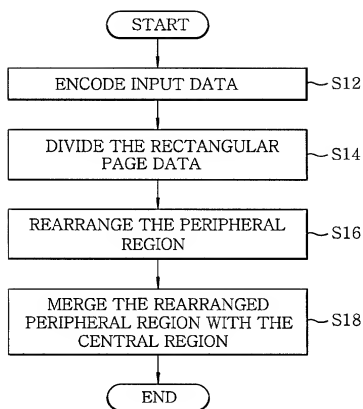 START
ENCODE INPUT DATA
S12
DIVIDE THE RECTANGULAR
PAGE DATA
S14
REARRANGE THE PERIPHERAL
REGION
S16
MERGE THE REARRANGED
PERIPHERAL REGION WITH THE
CENTRAL REGION
S18
END